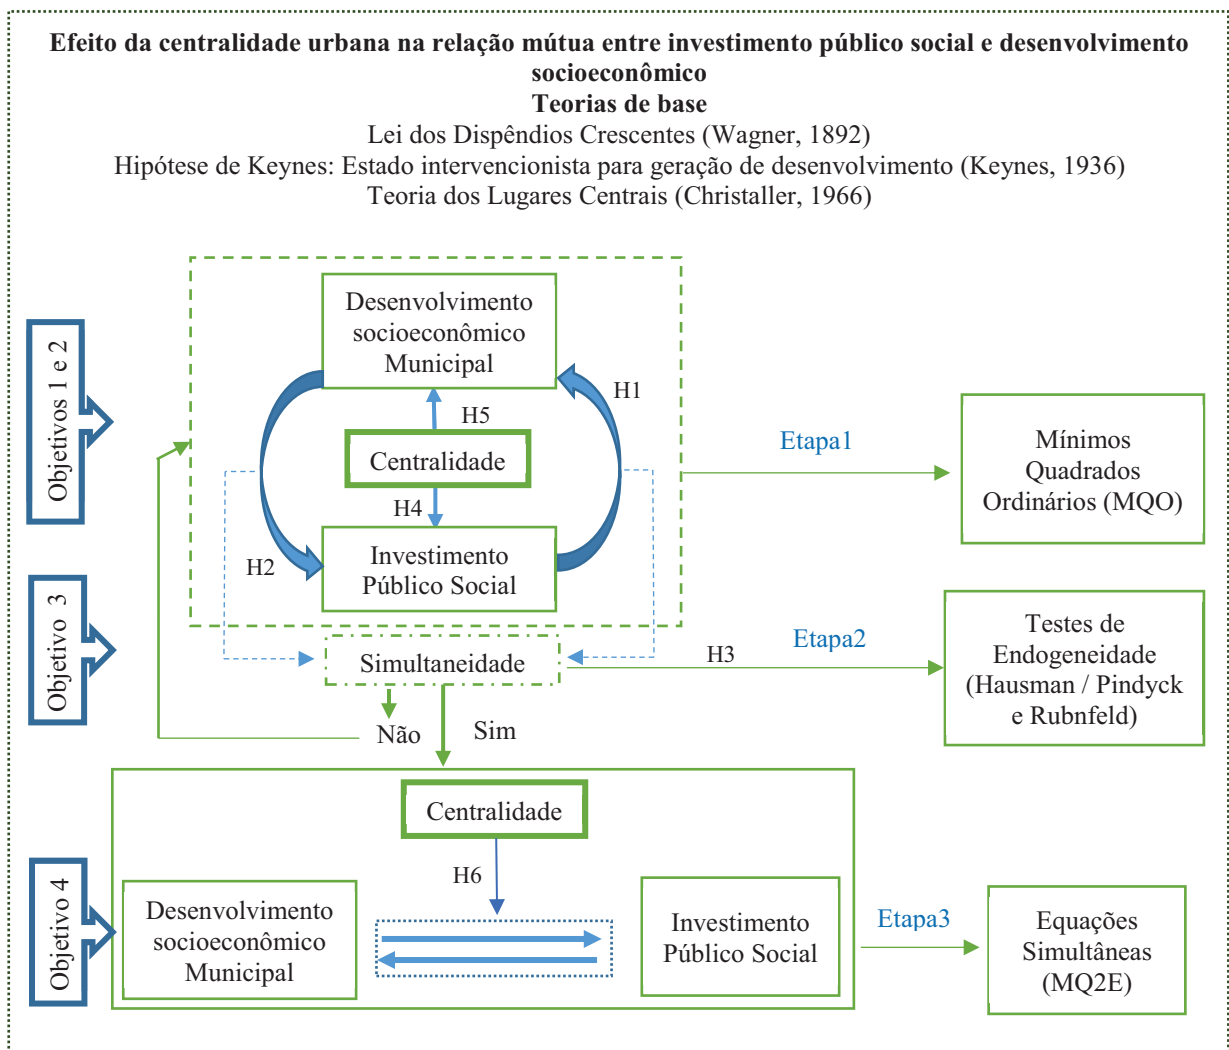 Efeito da centralidade urbana na relação mútua entre investimento público social e desenvolvimento
socioeconômico
Teorias de base
Lei dos Dispêndios Crescentes (Wagner, 1892)
Hipótese de Keynes: Estado intervencionista para geração de desenvolvimento (Keynes, 1936)
Teoria dos Lugares Centrais (Christaller, 1966)
Objetivos 1 e 2
Desenvolvimento
socioeconômico
Municipal
H1
H5
Centralidade
H4
H2
Investimento
Público Social
Etapa1
Mínimos
Quadrados
Ordinários (MQO)
Objetivo 3
Simultaneidade
H3
Etapa2
Testes de
Endogeneidade
(Hausman / Pindyck
e Rubnfeld)
Não
Sim
Objetivo 4
Centralidade
H6
Desenvolvimento
socioeconômico
Municipal
Investimento
Público Social
Etapa3
Equações
Simultâneas
(MQ2E)